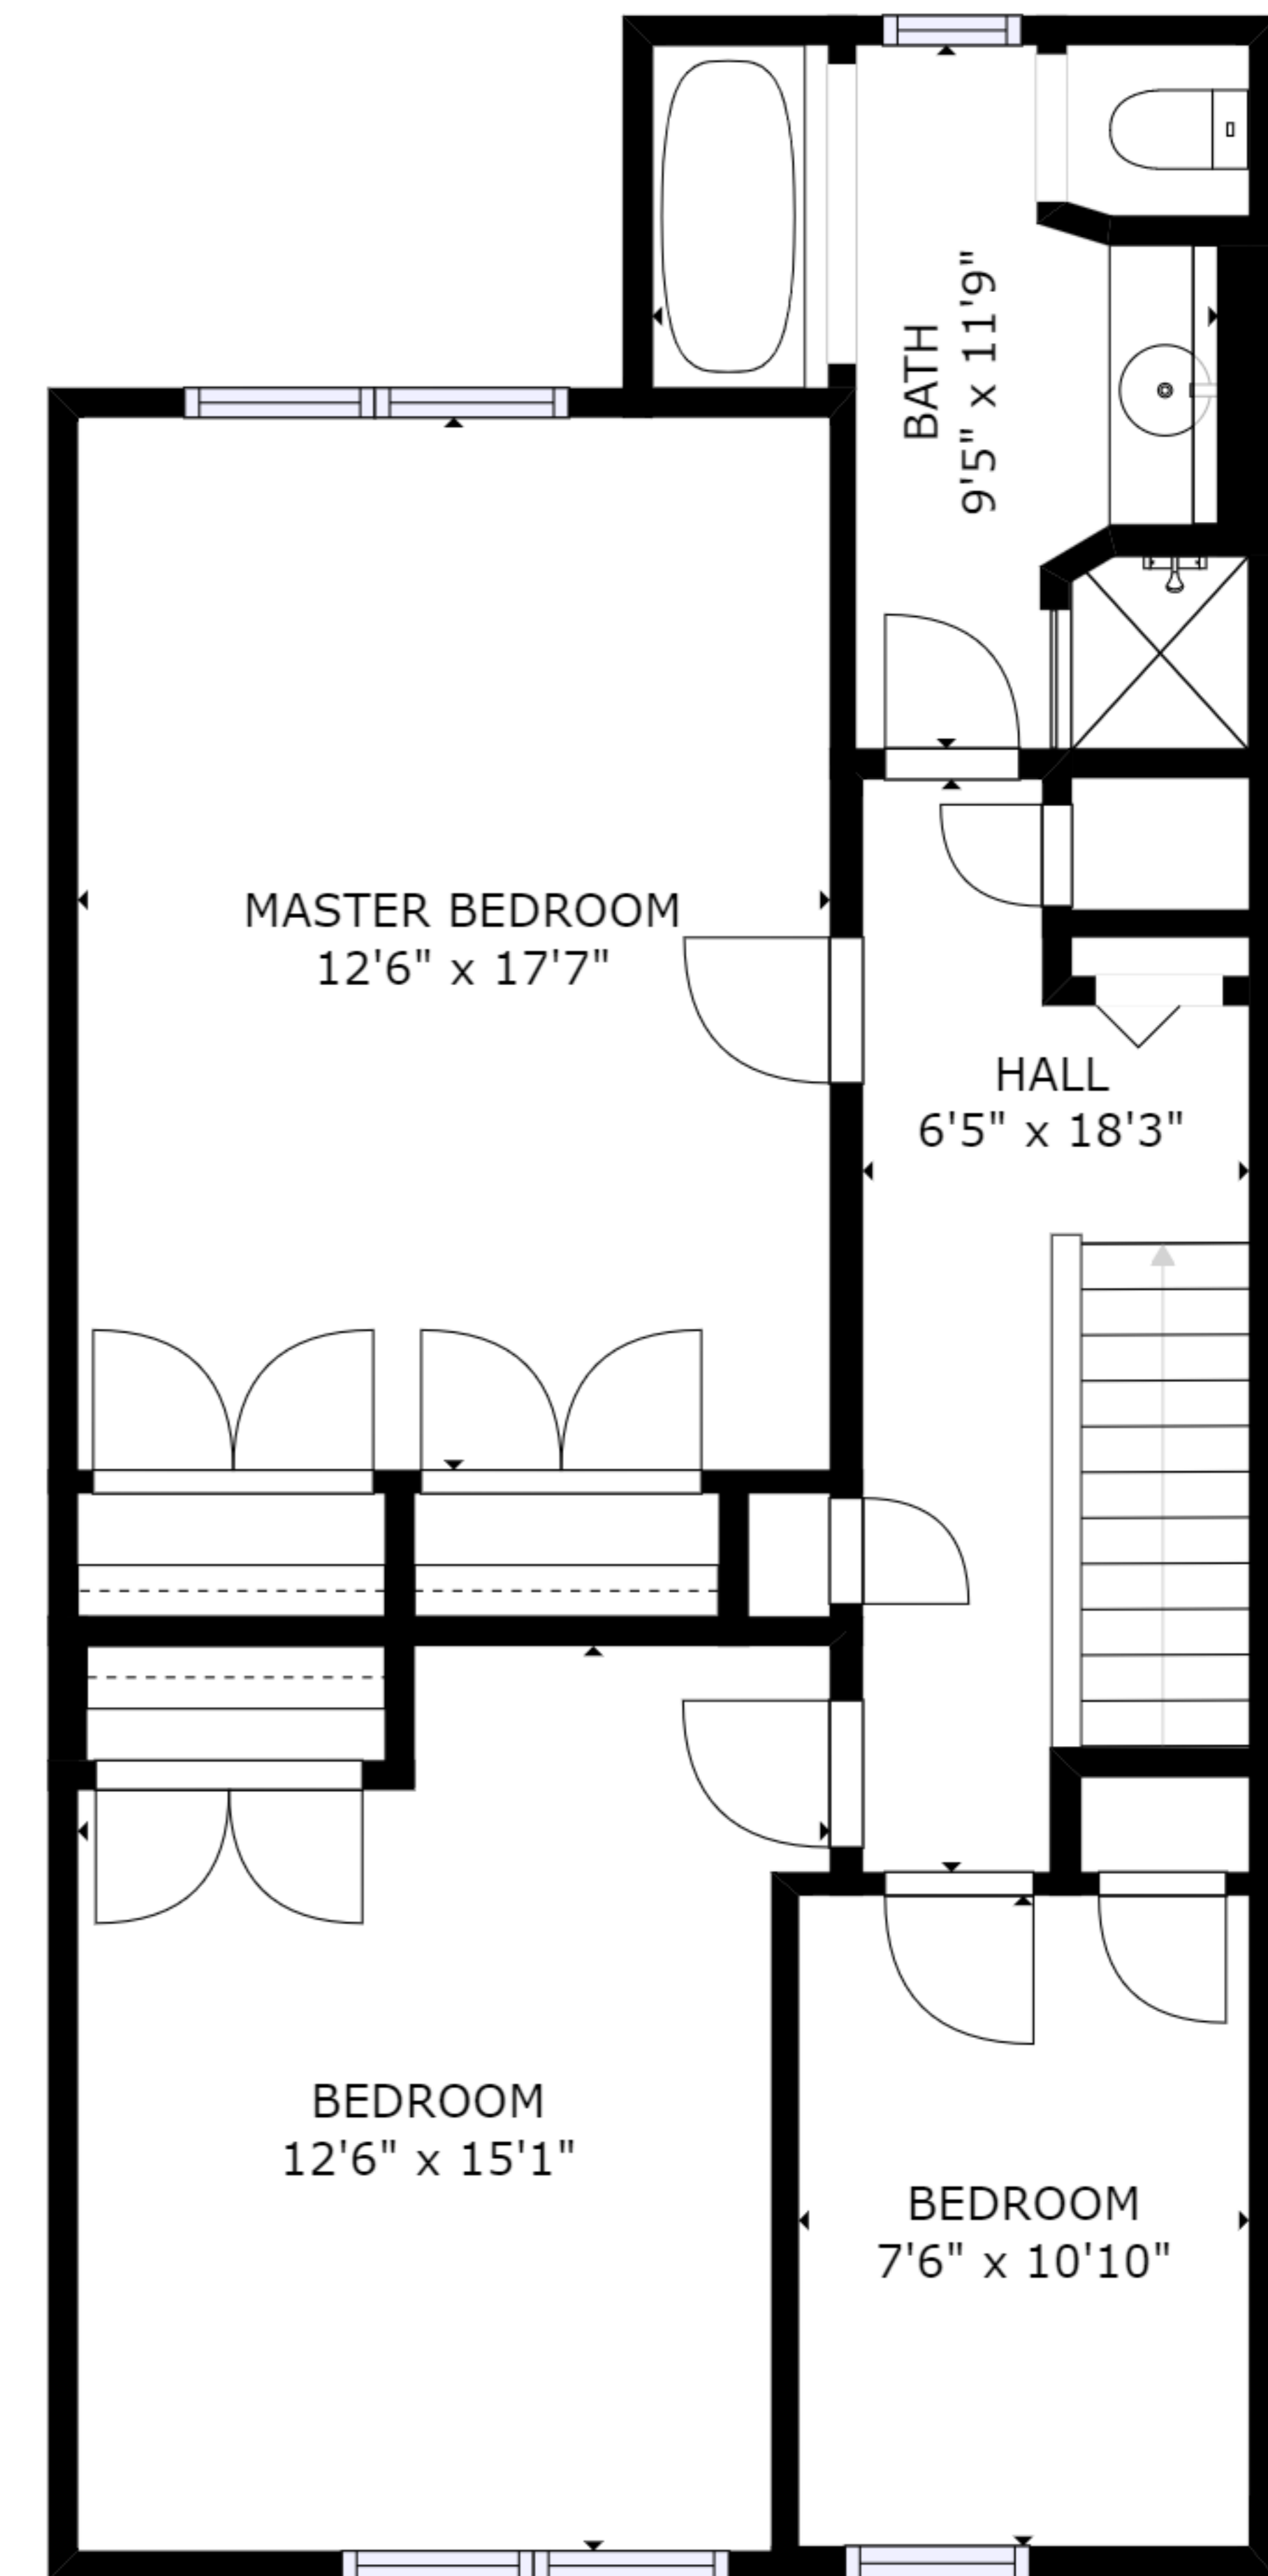 BATH
9'5" x 11'9"
MASTER BEDROOM
12'6" x 17'7"
HALL
6'5" x 18'3"
BEDROOM
12'6" x 15'1"
BEDROOM
7'6" x 10'10"